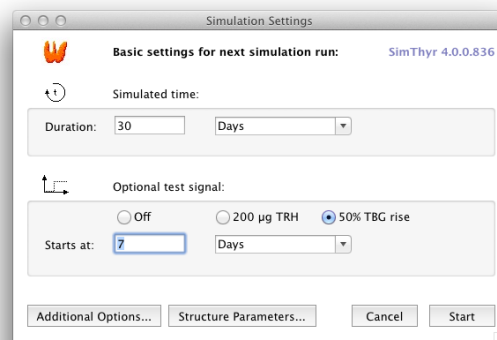 Simulation Settings
Basic settings for next simulation run: SimThyr 4.0.0.836
t
Simulated time:
Duration: 30 Days
Optional test signal:
Off 200 µg TRH 50% TBG rise
Starts at: 7 Days
Additional Options... Structure Parameters... Cancel Start